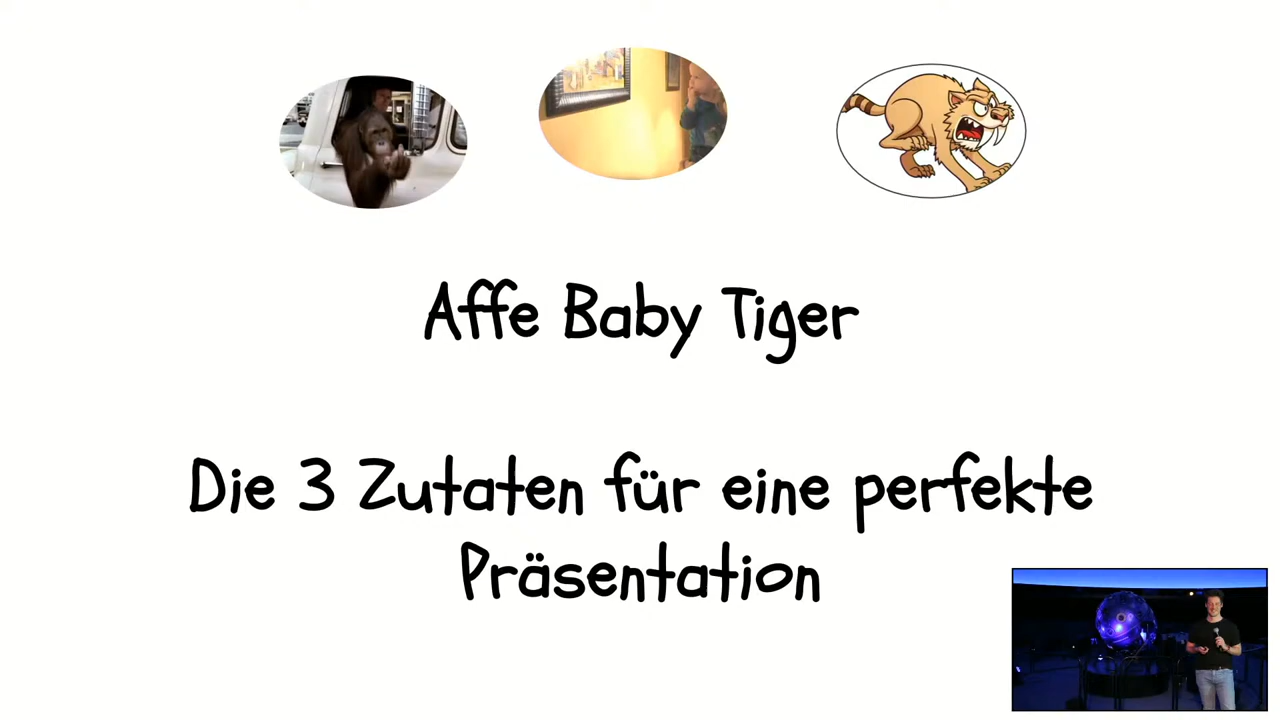 Affe Baby Tiger
Die 3 Zutaten für eine perfekte
Präsentation